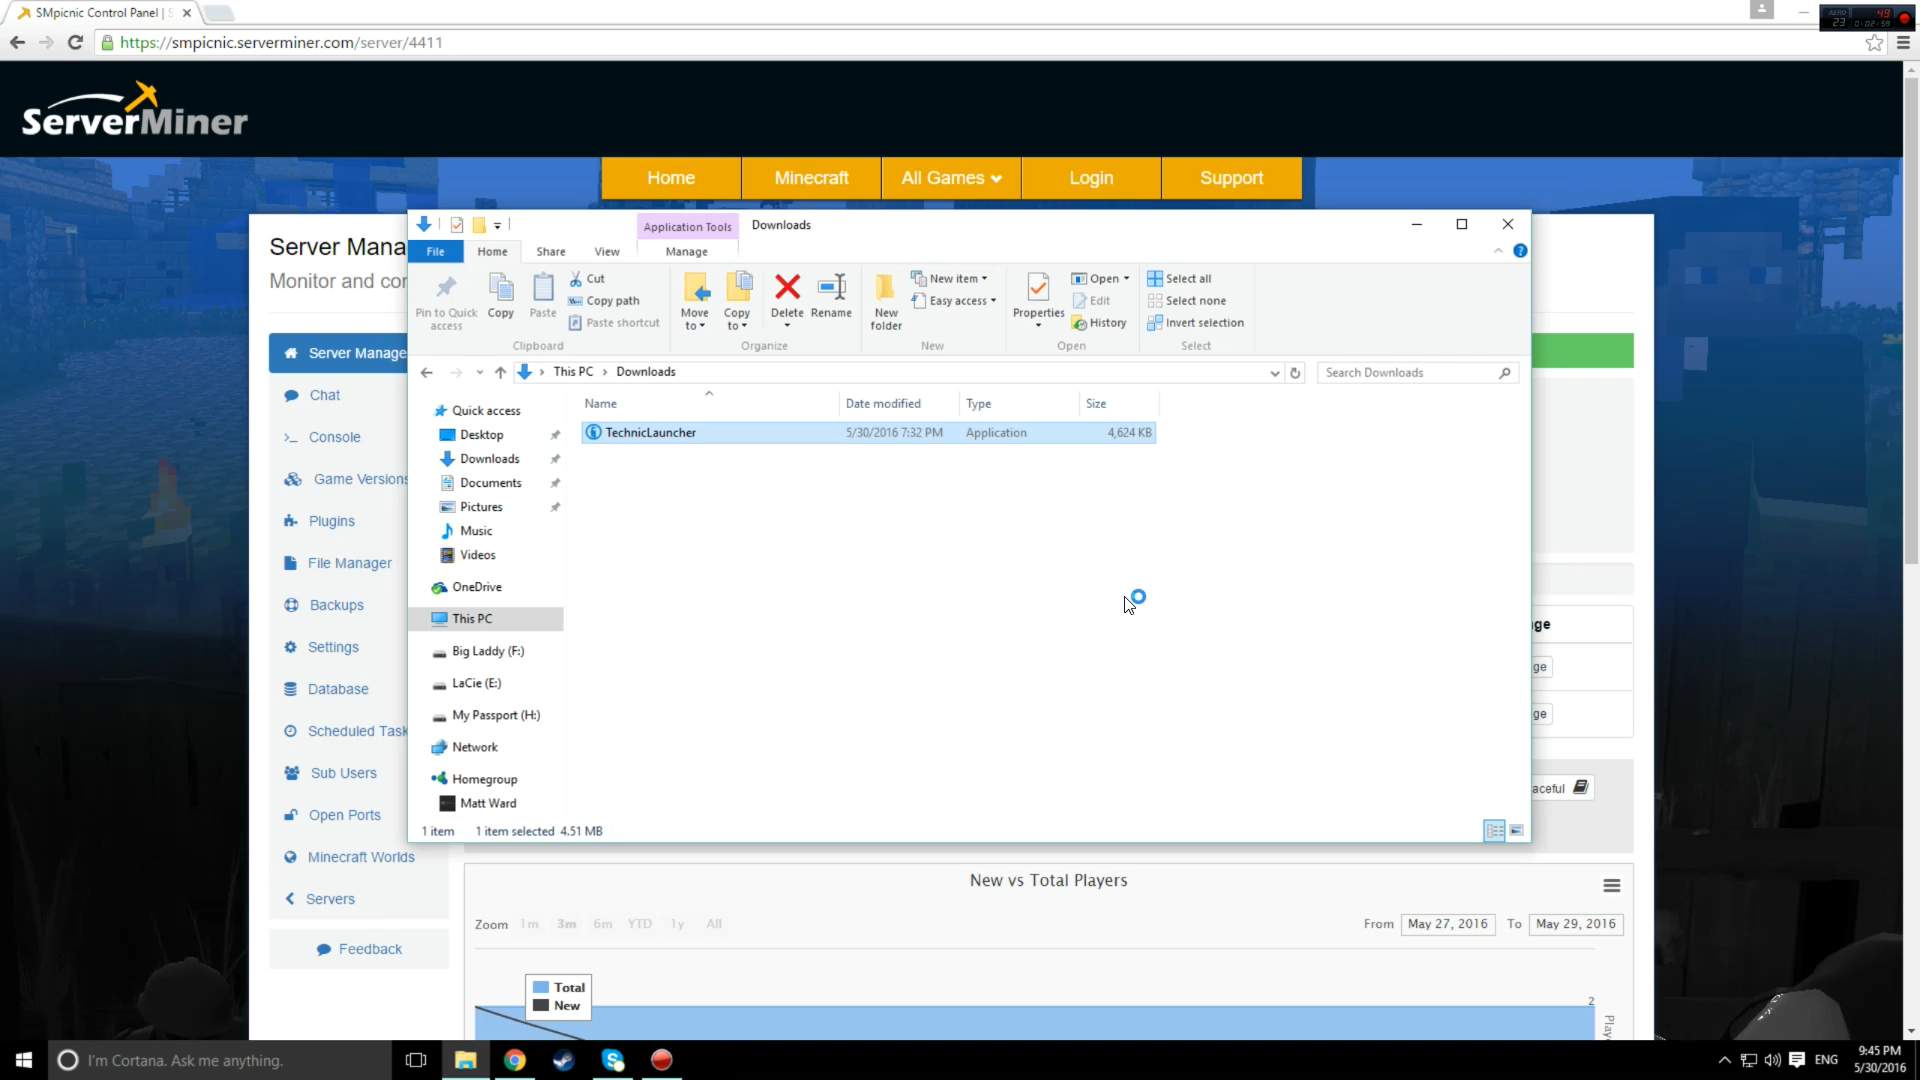 SMpicnic Control Panel | S
AERO
23
49
0:02:59
https://smpicnic.serverminer.com/server/4411
ServerMiner
Home
Minecraft
All Games
Login
Support
Server Mana
Monitor and cor
Application Tools
Downloads
File
Home
Share
View
Manage
Pin to Quick access
Copy
Paste
Cut
Copy path
Paste shortcut
Clipboard
Move to
Copy to
Delete
Rename
Organize
New folder
New item
Easy access
New
Properties
Open
Edit
History
Open
Select all
Select none
Invert selection
Select
This PC
Downloads
Search Downloads
Name
Date modified
Type
Size
TechnicLauncher
5/30/2016 7:32 PM
Application
4,624 KB
Quick access
Desktop
Downloads
Documents
Pictures
Music
Videos
OneDrive
This PC
Big Laddy (F:)
LaCie (E:)
My Passport (H:)
Network
Homegroup
Matt Ward
1 item
1 item selected 4.51 MB
Server Manage
Chat
Console
Game Versions
Plugins
File Manager
Backups
Settings
Database
Scheduled Task
Sub Users
Open Ports
Minecraft Worlds
Servers
Feedback
ge
ge
ge
aceful
New vs Total Players
Zoom 1m 3m 6m YTD 1y All
From May 27, 2016 To May 29, 2016
Total
New
2
Play
I'm Cortana. Ask me anything.
ENG
9:45 PM
5/30/2016